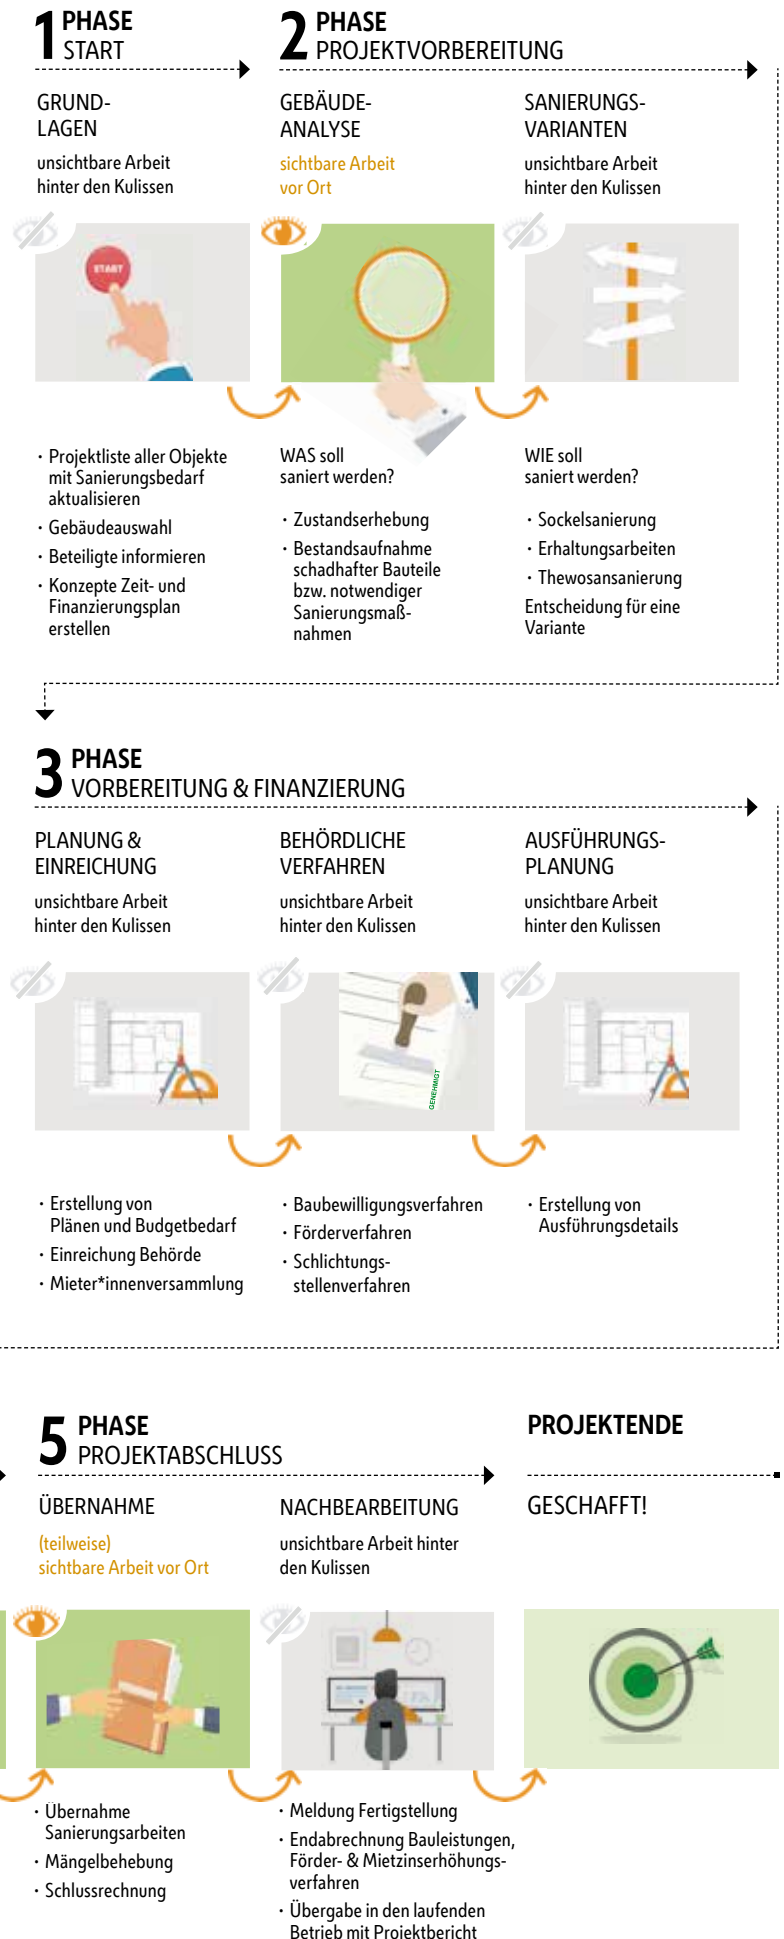 1 PHASE
START
2 PHASE
PROJEKTVORBEREITUNG
GRUND-
LAGEN
unsichtbare Arbeit
hinter den Kulissen
START
· Projektliste aller Objekte
mit Sanierungsbedarf
aktualisieren
· Gebäudeauswahl
· Beteiligte informieren
· Konzepte Zeit- und
Finanzierungsplan
erstellen
GEBÄUDE-
ANALYSE
sichtbare Arbeit
vor Ort
WAS soll
saniert werden?
· Zustandserhebung
· Bestandsaufnahme
schadhafter Bauteile
bzw. notwendiger
Sanierungsmaß-
nahmen
SANIERUNGS-
VARIANTEN
unsichtbare Arbeit
hinter den Kulissen
WIE soll
saniert werden?
· Sockelsanierung
· Erhaltungsarbeiten
· Thewosansanierung
Entscheidung für eine
Variante
3 PHASE
VORBEREITUNG & FINANZIERUNG
PLANUNG &
EINREICHUNG
unsichtbare Arbeit
hinter den Kulissen
· Erstellung von
Plänen und Budgetbedarf
· Einreichung Behörde
· Mieter*innenversammlung
BEHÖRDLICHE
VERFAHREN
unsichtbare Arbeit
hinter den Kulissen
GENEHMIGT
· Baubewilligungsverfahren
· Förderverfahren
· Schlichtungs-
stellenverfahren
AUSFÜHRUNGS-
PLANUNG
unsichtbare Arbeit
hinter den Kulissen
· Erstellung von
Ausführungsdetails
5 PHASE
PROJEKTABSCHLUSS
ÜBERNAHME
(teilweise)
sichtbare Arbeit vor Ort
· Übernahme
Sanierungsarbeiten
· Mängelbehebung
· Schlussrechnung
NACHBEARBEITUNG
unsichtbare Arbeit hinter
den Kulissen
· Meldung Fertigstellung
· Endabrechnung Bauleistungen,
Förder- & Mietzinserhöhungs-
verfahren
· Übergabe in den laufenden
Betrieb mit Projektbericht
PROJEKTENDE
GESCHAFFT!